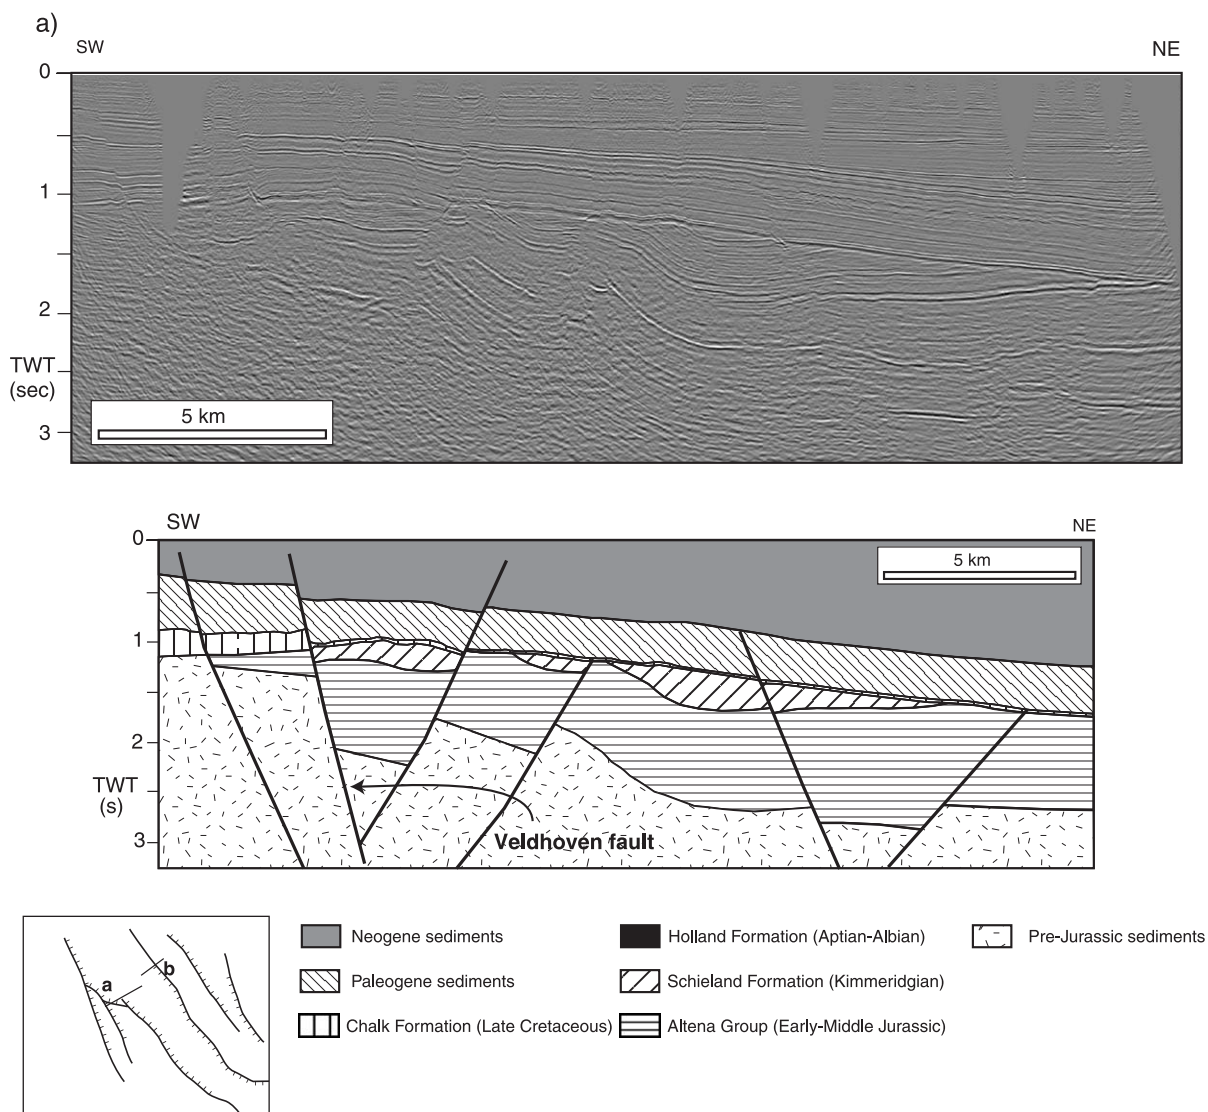 a)
SW
NE
0
1
2
TWT
(sec)
3
5 km
SW
NE
0
5 km
1
2
TWT
(s)
3
Veldhoven fault
a
b
Neogene sediments
Holland Formation (Aptian-Albian)
Pre-Jurassic sediments
Paleogene sediments
Schieland Formation (Kimmeridgian)
Chalk Formation (Late Cretaceous)
Altena Group (Early-Middle Jurassic)